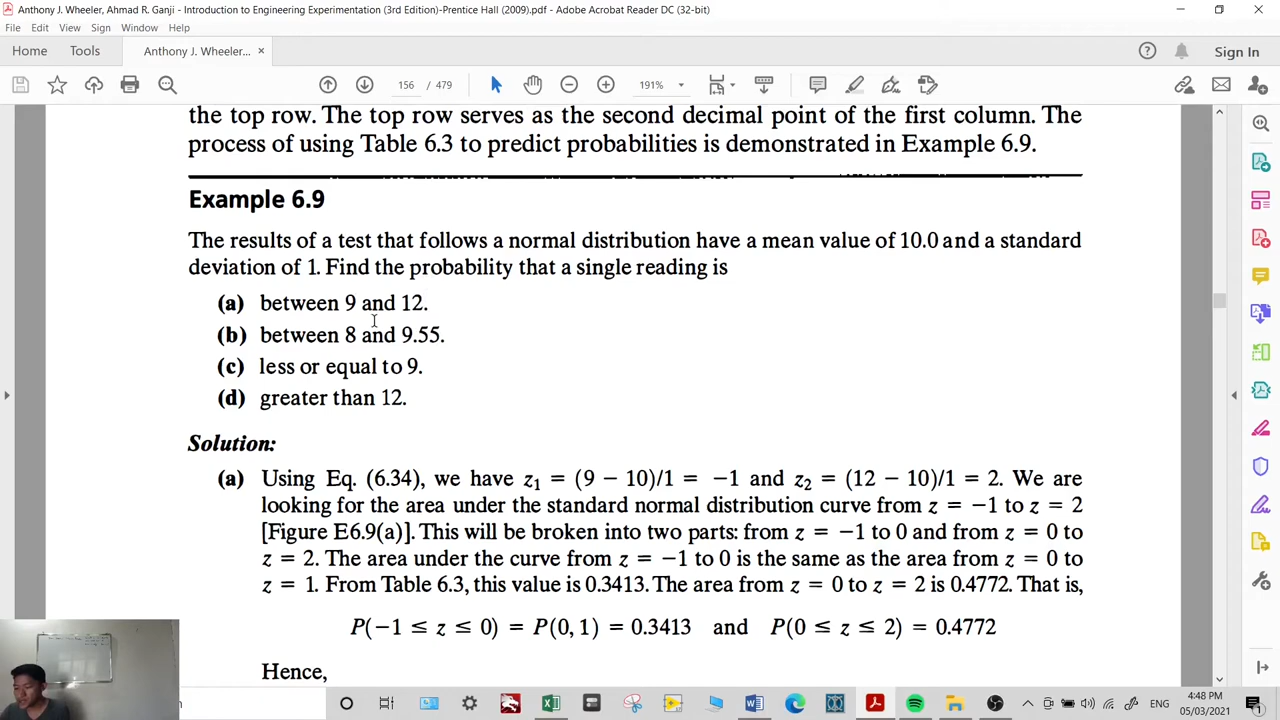 Anthony J. Wheeler, Ahmad R. Ganji - Introduction to Engineering Experimentation (3rd Edition)-Prentice Hall (2009).pdf - Adobe Acrobat Reader DC (32-bit)
File Edit View Sign Window Help
Home Tools Anthony J. Wheeler... × Sign In
156 / 479 191%
the top row. The top row serves as the second decimal point of the first column. The
process of using Table 6.3 to predict probabilities is demonstrated in Example 6.9.
Example 6.9
The results of a test that follows a normal distribution have a mean value of 10.0 and a standard
deviation of 1. Find the probability that a single reading is
(a) between 9 and 12.
(b) between 8 and 9.55.
(c) less or equal to 9.
(d) greater than 12.
Solution:
(a) Using Eq. (6.34), we have z₁ = (9 − 10)/1 = −1 and z₂ = (12 − 10)/1 = 2. We are
looking for the area under the standard normal distribution curve from z = −1 to z = 2
[Figure E6.9(a)]. This will be broken into two parts: from z = −1 to 0 and from z = 0 to
z = 2. The area under the curve from z = −1 to 0 is the same as the area from z = 0 to
z = 1. From Table 6.3, this value is 0.3413. The area from z = 0 to z = 2 is 0.4772. That is,
P(−1 ≤ z ≤ 0) = P(0, 1) = 0.3413 and P(0 ≤ z ≤ 2) = 0.4772
Hence,
ENG
4:48 PM
05/03/2021